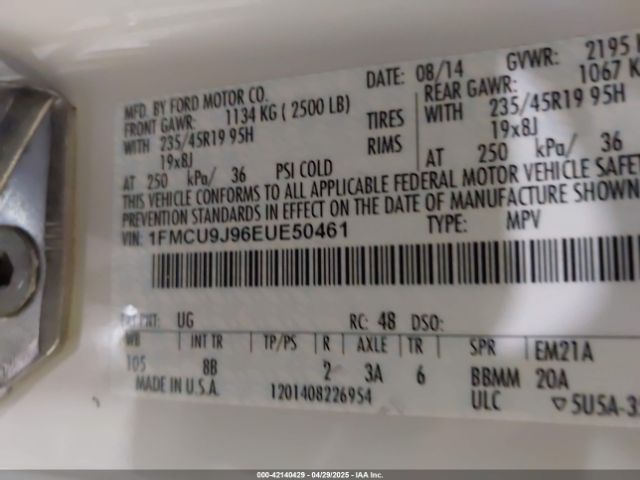 MFD. BY FORD MOTOR CO.
DATE: 08/14
GVWR: 2195
FRONT GAWR: 1134 KG ( 2500 LB)
REAR GAWR: 1067 K
WITH 235/45R19 95H TIRES WITH 235/45R19 95H
19x8J RIMS 19x8J
AT 250 kPa/ 36 PSI COLD AT 250 kPa/ 36
THIS VEHICLE CONFORMS TO ALL APPLICABLE FEDERAL MOTOR VEHICLE SAFE
PREVENTION STANDARDS IN EFFECT ON THE DATE OF MANUFACTURE SHOWN
VIN: 1FMCU9J96EUE50461 TYPE: MPV
EXT PNT: UG RC: 48 DSO:
WB INT TR TP/PS R AXLE TR SPR EM21A
105 8B 2 3A 6 BBMM 20A
MADE IN U.S.A. 1201408226954 ULC ▽5U5A-3
000-42140429 - 04/29/2025 - IAA Inc.